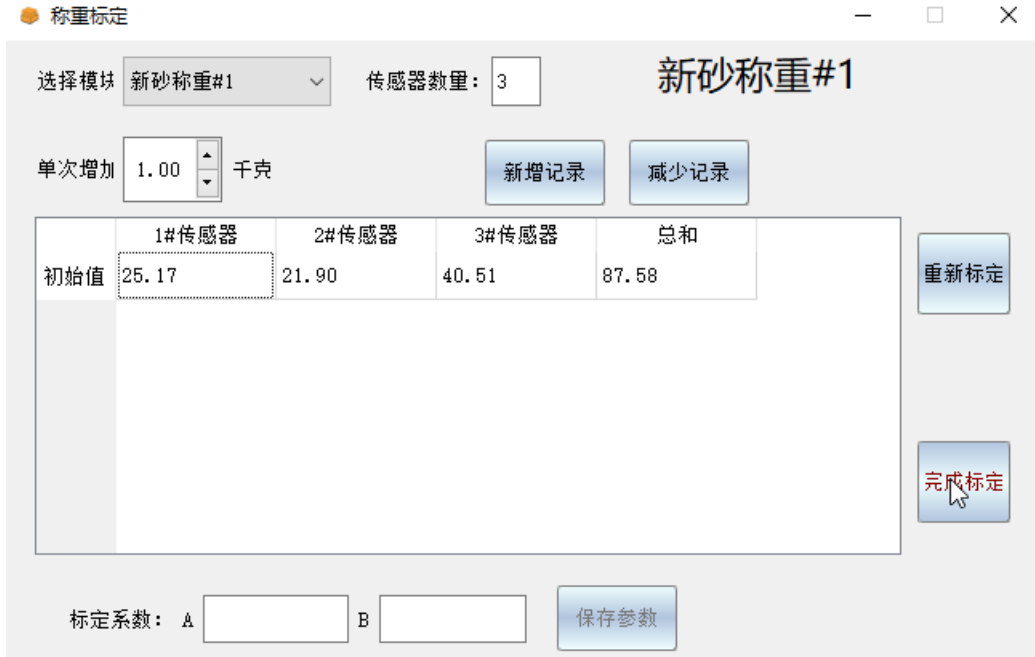 称重标定
选择模块 新砂称重#1 传感器数量: 3 新砂称重#1
单次增加 1.00 千克 新增记录 减少记录
1#传感器 2#传感器 3#传感器 总和
初始值 25.17 21.90 40.51 87.58
重新标定
完成标定
标定系数: A B 保存参数